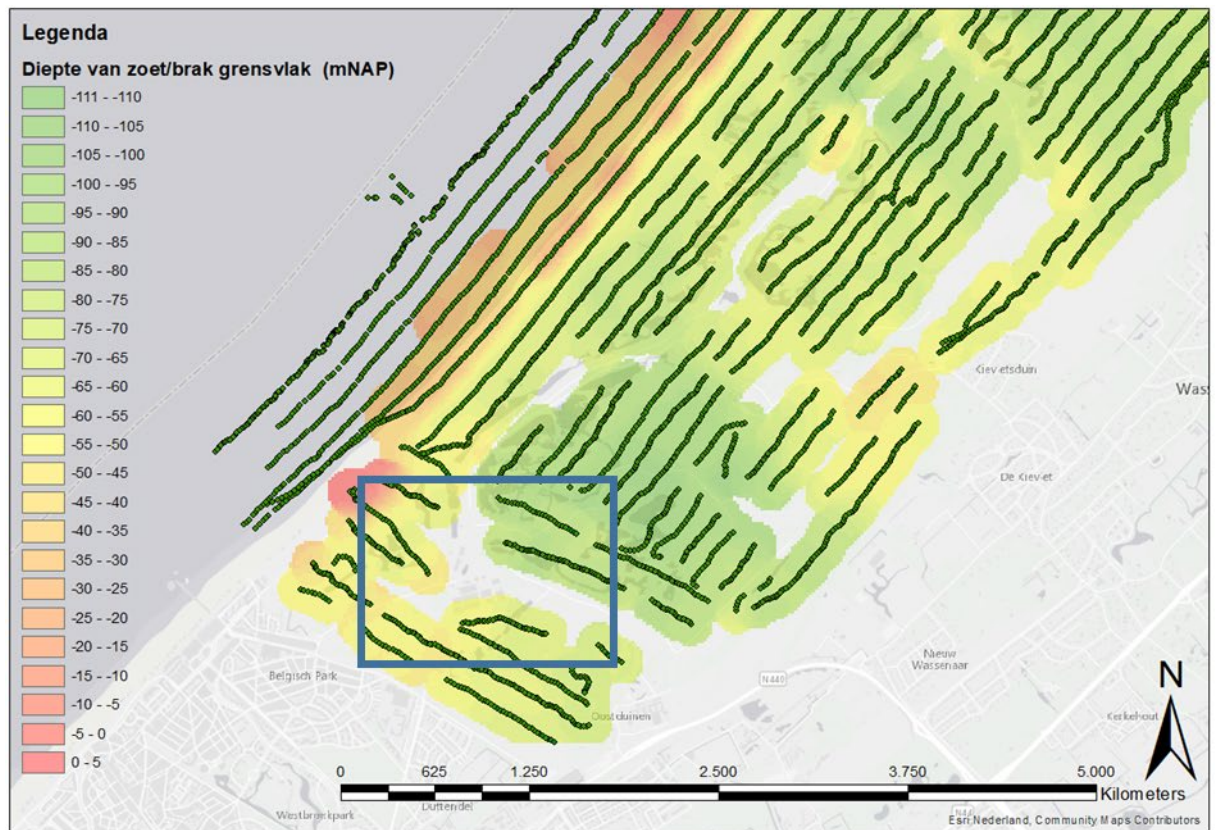 Legenda
Diepte van zoet/brak grensvlak (mNAP)
-111 - -110
-110 - -105
-105 - -100
-100 - -95
-95 - -90
-90 - -85
-85 - -80
-80 - -75
-75 - -70
-70 - -65
-65 - -60
-60 - -55
-55 - -50
-50 - -45
-45 - -40
-40 - -35
-35 - -30
-30 - -25
-25 - -20
-20 - -15
-15 - -10
-10 - -5
-5 - 0
0 - 5
Kievietsduin
Wass
De Kieviet
Nieuw
Wassenaar
N440
Kerkehout
Belgisch Park
Oostduinen
Westbroekpark
Duttendel
N
0 625 1.250 2.500 3.750 5.000
Kilometers
N44
Esri Nederland, Community Maps Contributors